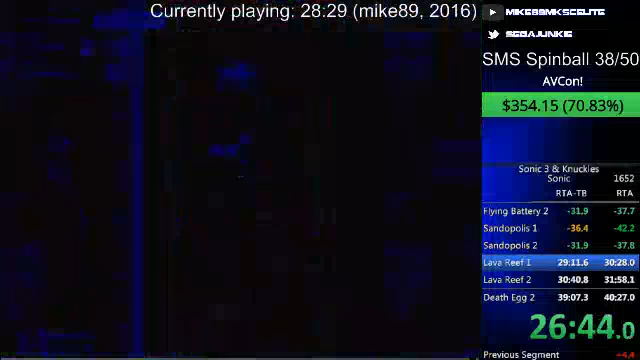 Currently playing: 28:29 (mike89, 2016)
MIKE89MKSCELITE
SEGAJUNKIE
SMS Spinball 38/50
AVCon!
$354.15 (70.83%)
Sonic 3 & Knuckles
Sonic 1652
RTA-TB RTA
Flying Battery 2 -31.9 -37.7
Sandopolis 1 -36.4 -42.2
Sandopolis 2 -31.9 -37.8
Lava Reef 1 29:11.6 30:28.0
Lava Reef 2 30:40.8 31:58.1
Death Egg 2 39:07.3 40:27.0
26:44.0
Previous Segment +4.4